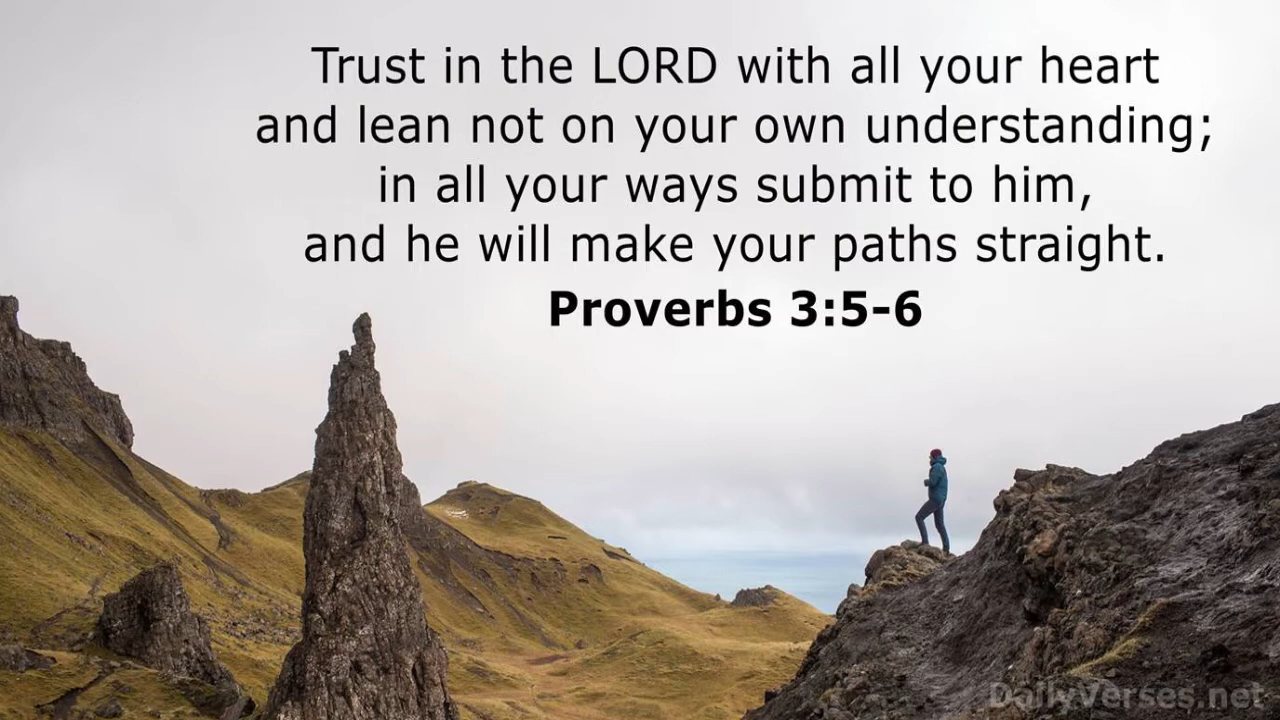 Trust in the LORD with all your heart
and lean not on your own understanding;
in all your ways submit to him,
and he will make your paths straight.
Proverbs 3:5-6
DailyVerses.net